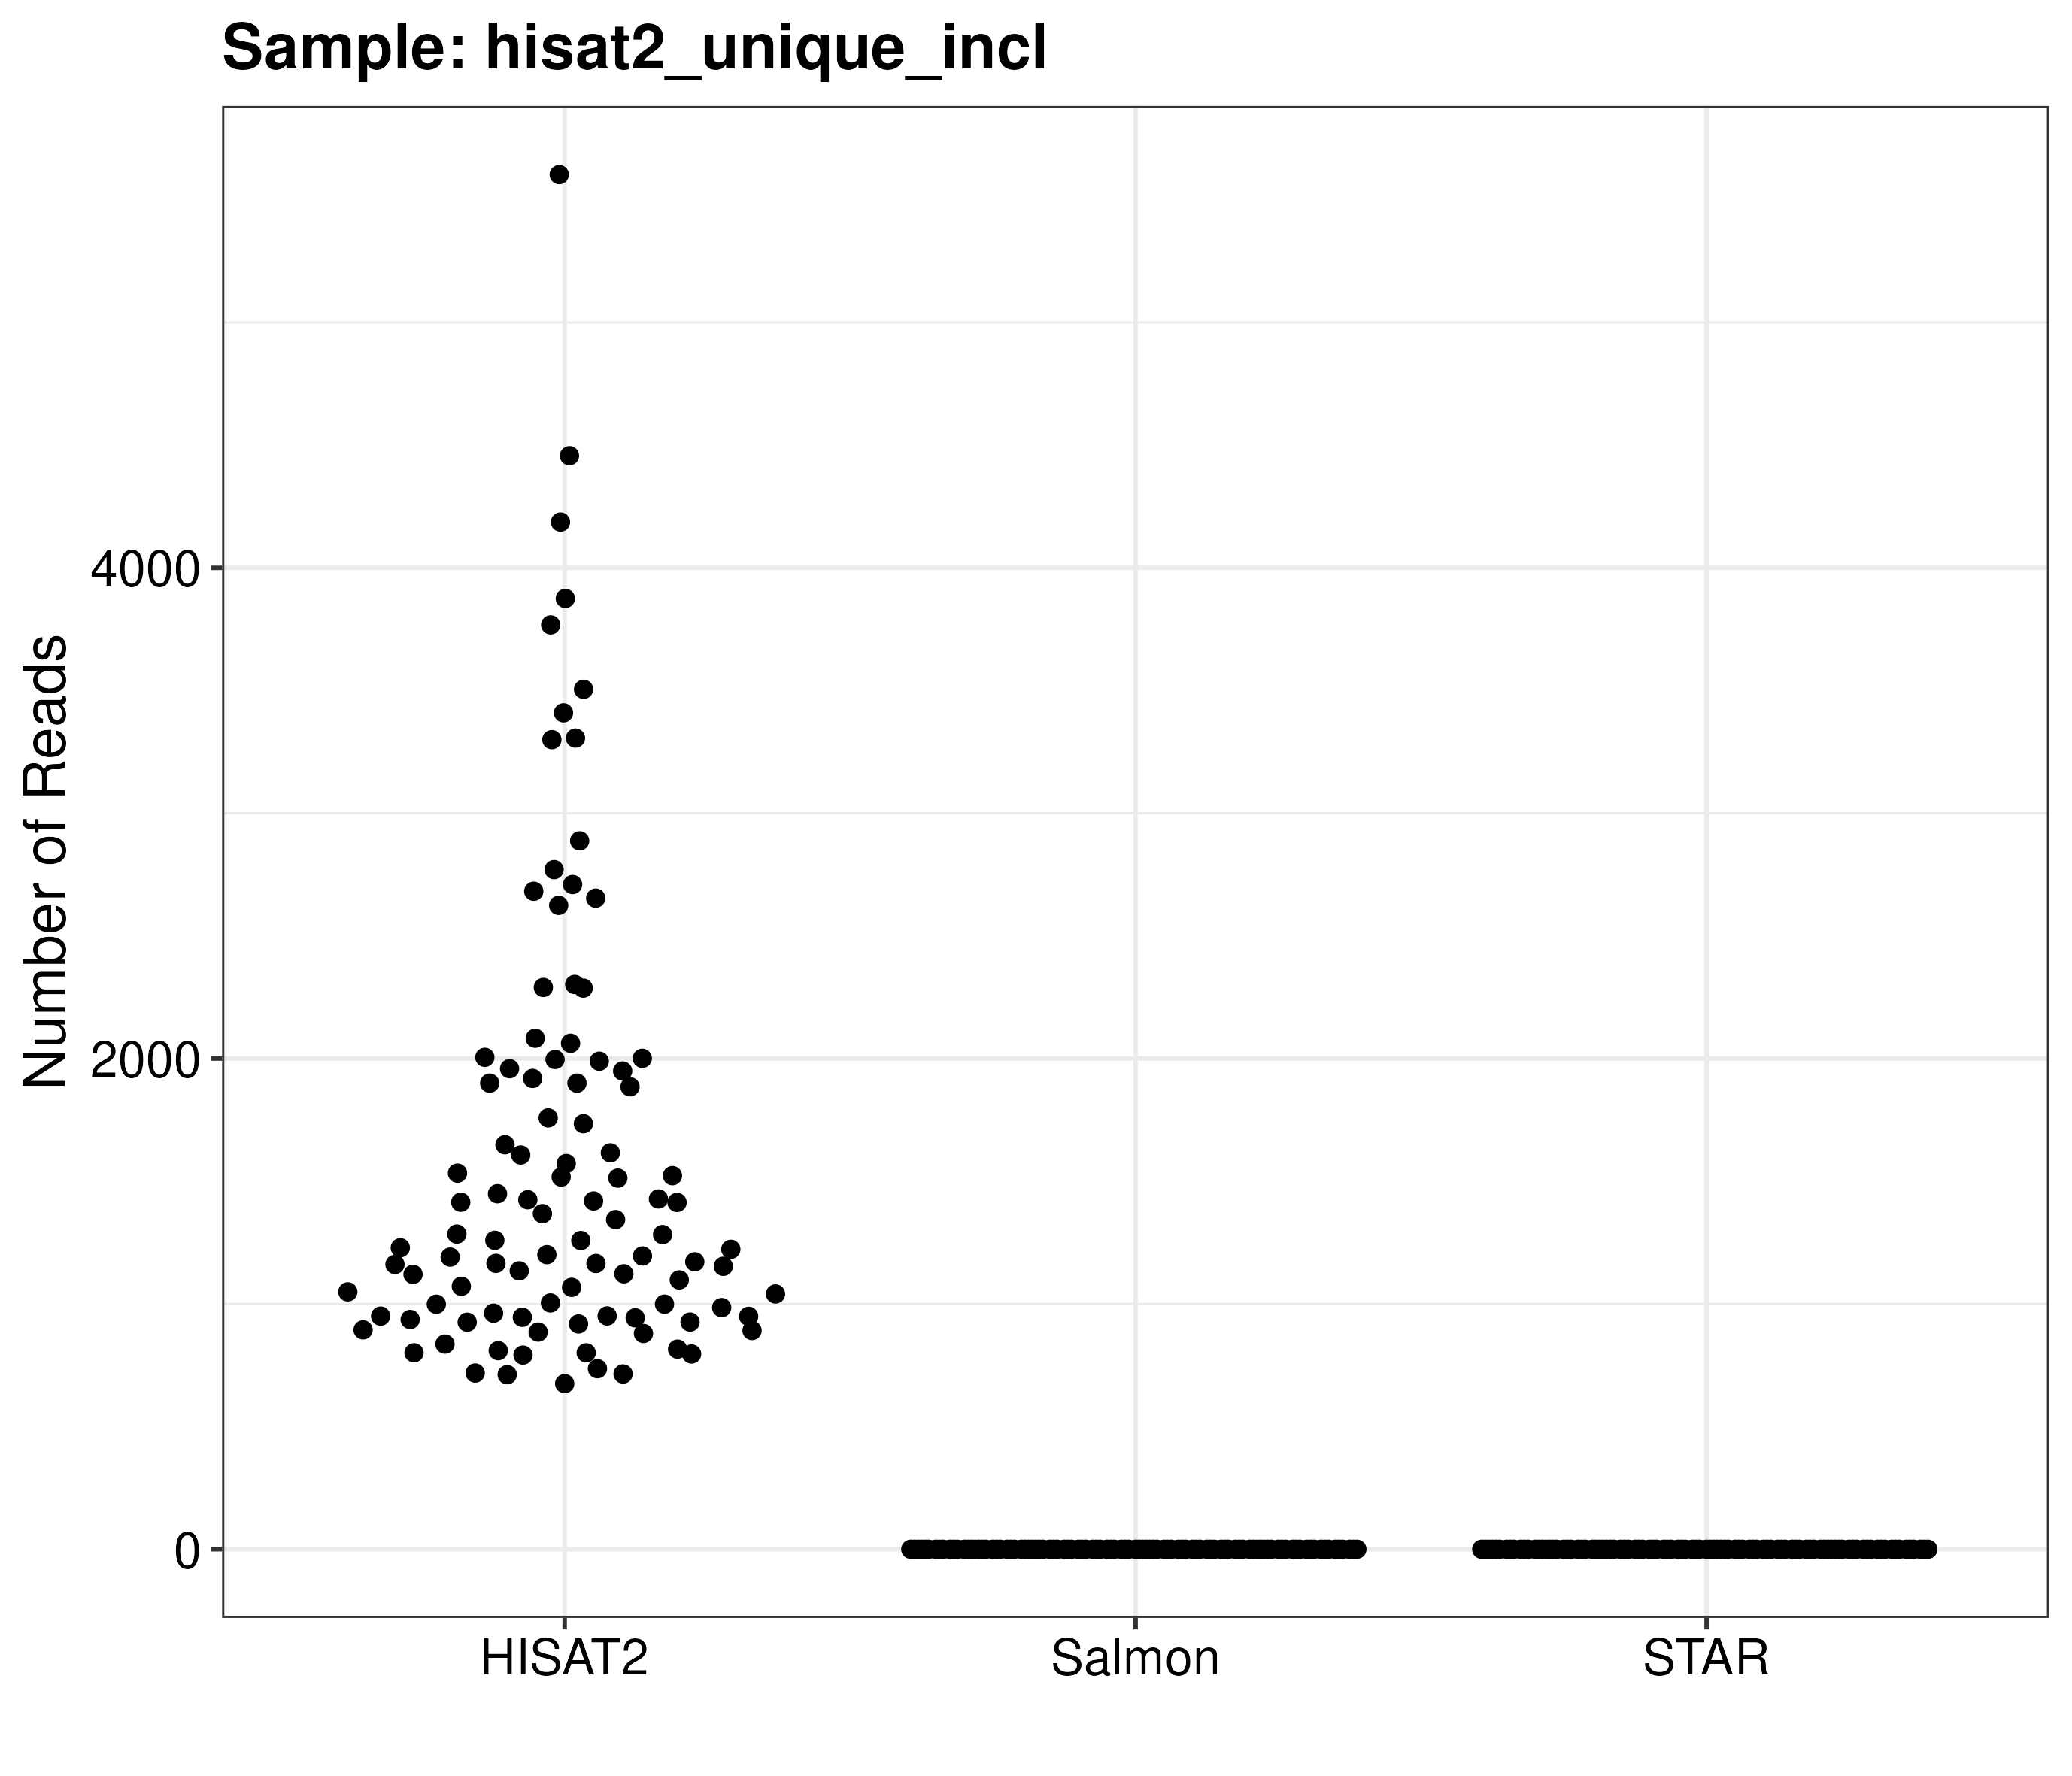 Sample: hisat2_unique_incl
Number of Reads
4000
2000
0
HISAT2 Salmon STAR